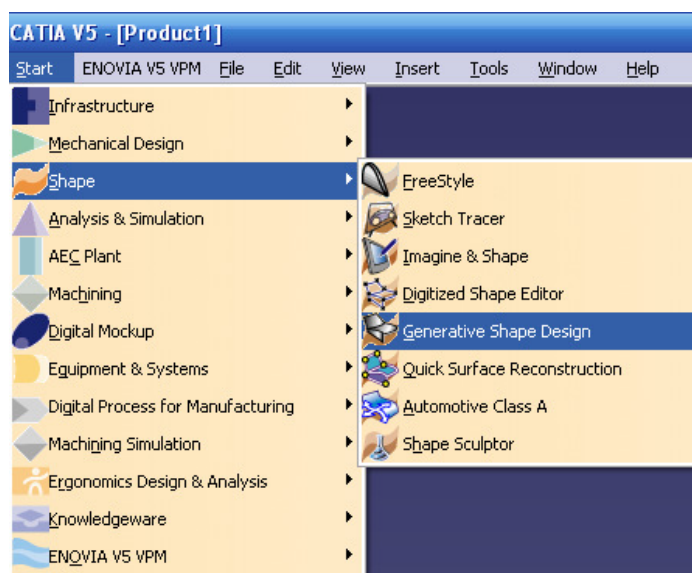 CATIA V5 - [Product1]
Start ENOVIA V5 VPM File Edit View Insert Tools Window Help
Infrastructure
Mechanical Design
Shape
Analysis & Simulation
AEC Plant
Machining
Digital Mockup
Equipment & Systems
Digital Process for Manufacturing
Machining Simulation
Ergonomics Design & Analysis
Knowledgeware
ENOVIA V5 VPM
FreeStyle
Sketch Tracer
Imagine & Shape
Digitized Shape Editor
Generative Shape Design
Quick Surface Reconstruction
Automotive Class A
Shape Sculptor